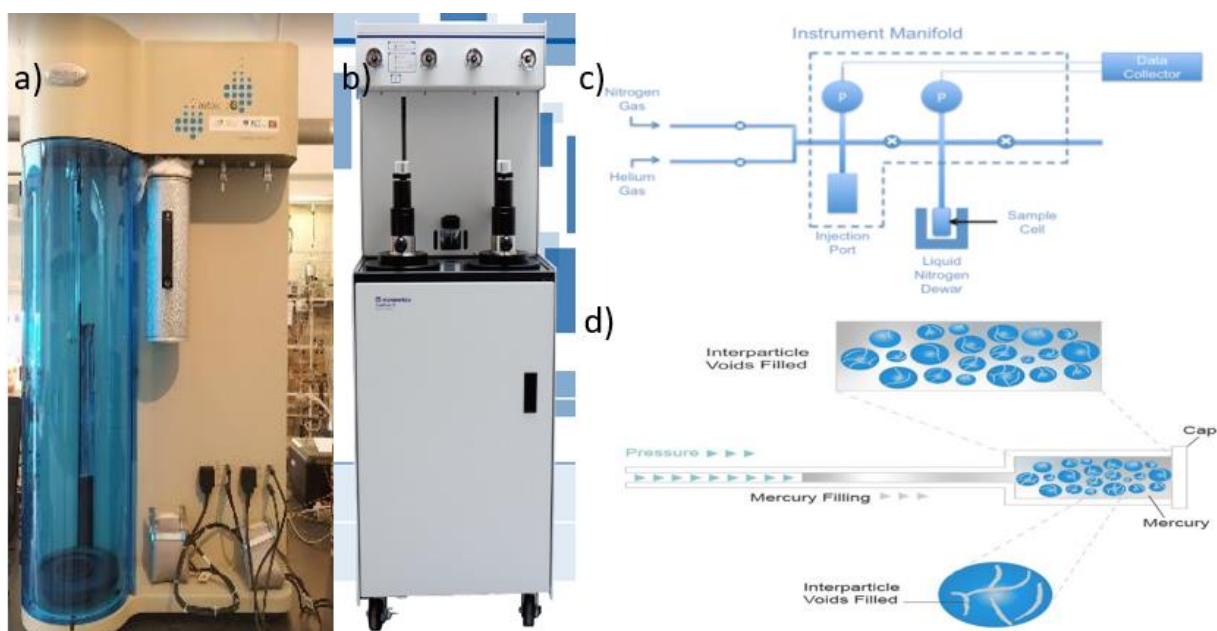 a)
b)
c)
Instrument Manifold
Data
Collector
P
P
Nitrogen
Gas
Helium
Gas
Injection
Port
Sample
Cell
Liquid
Nitrogen
Dewar
d)
Interparticle
Voids Filled
Cap
Pressure
Mercury Filling
Mercury
Interparticle
Voids Filled